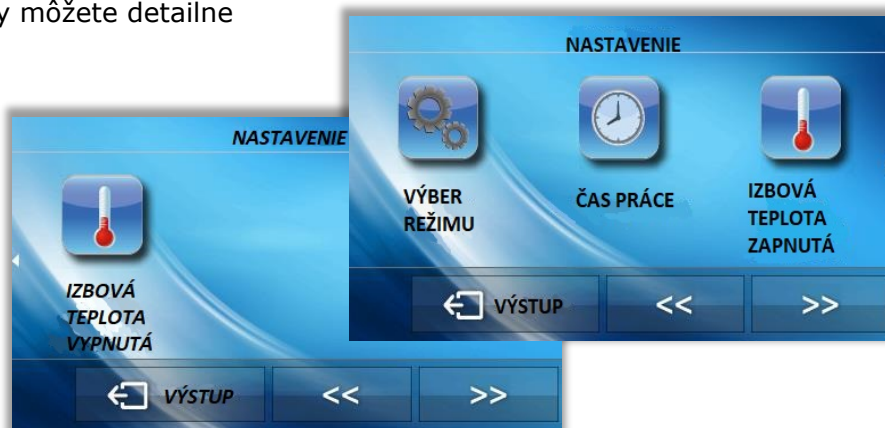 y môžete detailne
NASTAVENIE
VÝBER
REŽIMU
ČAS PRÁCE
IZBOVÁ
TEPLOTA
ZAPNUTÁ
VÝSTUP
<<
>>
NASTAVENIE
IZBOVÁ
TEPLOTA
VYPNUTÁ
VÝSTUP
<<
>>